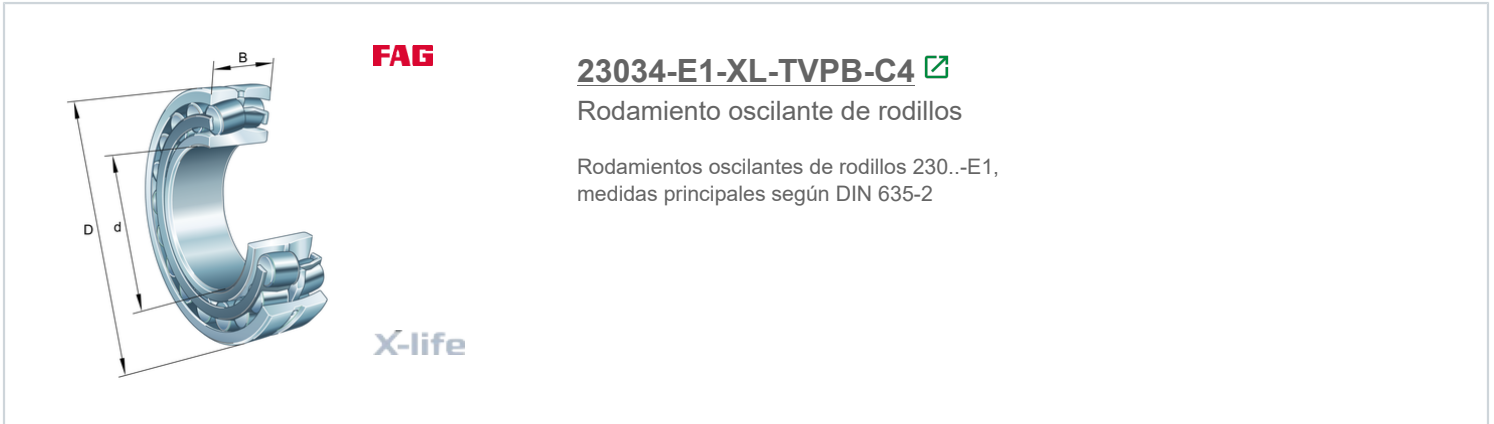 B
D
d
FAG
X-life
23034-E1-XL-TVPB-C4
Rodamiento oscilante de rodillos
Rodamientos oscilantes de rodillos 230..-E1,
medidas principales según DIN 635-2